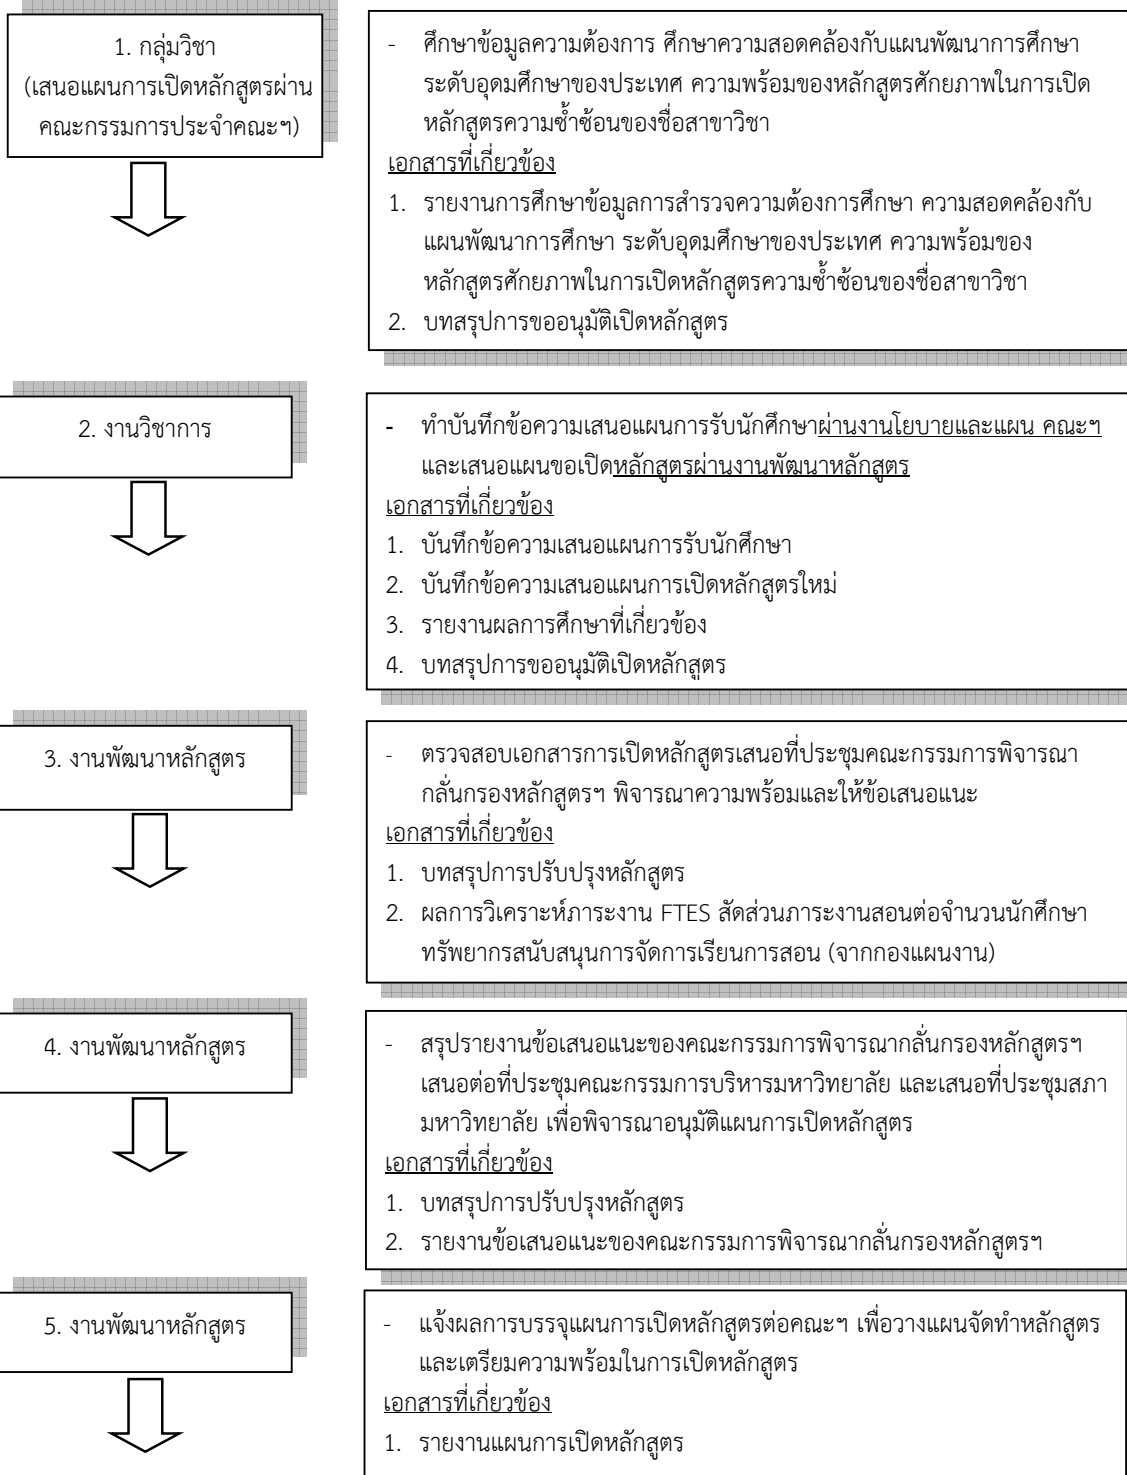 1. กลุ่มวิชา
(เสนอแผนการเปิดหลักสูตรผ่าน
คณะกรรมการประจำคณะฯ)
- ศึกษาข้อมูลความต้องการ ศึกษาความสอดคล้องกับแผนพัฒนาการศึกษา
ระดับอุดมศึกษาของประเทศ ความพร้อมของหลักสูตรศักยภาพในการเปิด
หลักสูตรความซ้ำซ้อนของชื่อสาขาวิชา
เอกสารที่เกี่ยวข้อง
1. รายงานการศึกษาข้อมูลการสำรวจความต้องการศึกษา ความสอดคล้องกับ
แผนพัฒนาการศึกษา ระดับอุดมศึกษาของประเทศ ความพร้อมของ
หลักสูตรศักยภาพในการเปิดหลักสูตรความซ้ำซ้อนของชื่อสาขาวิชา
2. บทสรุปการขออนุมัติเปิดหลักสูตร
2. งานวิชาการ
- ทำบันทึกข้อความเสนอแผนการรับนักศึกษาผ่านงานโยบายและแผน คณะฯ
และเสนอแผนขอเปิดหลักสูตรผ่านงานพัฒนาหลักสูตร
เอกสารที่เกี่ยวข้อง
1. บันทึกข้อความเสนอแผนการรับนักศึกษา
2. บันทึกข้อความเสนอแผนการเปิดหลักสูตรใหม่
3. รายงานผลการศึกษาที่เกี่ยวข้อง
4. บทสรุปการขออนุมัติเปิดหลักสูตร
3. งานพัฒนาหลักสูตร
- ตรวจสอบเอกสารการเปิดหลักสูตรเสนอที่ประชุมคณะกรรมการพิจารณา
กลั่นกรองหลักสูตรฯ พิจารณาความพร้อมและให้ข้อเสนอแนะ
เอกสารที่เกี่ยวข้อง
1. บทสรุปการปรับปรุงหลักสูตร
2. ผลการวิเคราะห์ภาระงาน FTES สัดส่วนภาระงานสอนต่อจำนวนนักศึกษา
ทรัพยากรสนับสนุนการจัดการเรียนการสอน (จากกองแผนงาน)
4. งานพัฒนาหลักสูตร
- สรุปรายงานข้อเสนอแนะของคณะกรรมการพิจารณากลั่นกรองหลักสูตรฯ
เสนอต่อที่ประชุมคณะกรรมการบริหารมหาวิทยาลัย และเสนอที่ประชุมสภา
มหาวิทยาลัย เพื่อพิจารณาอนุมัติแผนการเปิดหลักสูตร
เอกสารที่เกี่ยวข้อง
1. บทสรุปการปรับปรุงหลักสูตร
2. รายงานข้อเสนอแนะของคณะกรรมการพิจารณากลั่นกรองหลักสูตรฯ
5. งานพัฒนาหลักสูตร
- แจ้งผลการบรรจุแผนการเปิดหลักสูตรต่อคณะฯ เพื่อวางแผนจัดทำหลักสูตร
และเตรียมความพร้อมในการเปิดหลักสูตร
เอกสารที่เกี่ยวข้อง
1. รายงานแผนการเปิดหลักสูตร